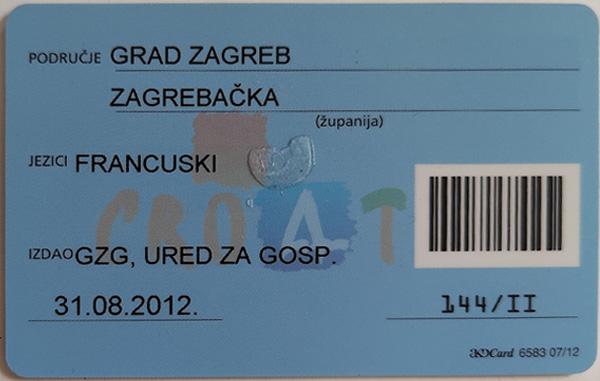 PODRUČJE GRAD ZAGREB
ZAGREBAČKA
(županija)
JEZICI FRANCUSKI
CROAT
IZDAO GZG, URED ZA GOSP.
31.08.2012.
144/II
AKDCard 6583 07/12